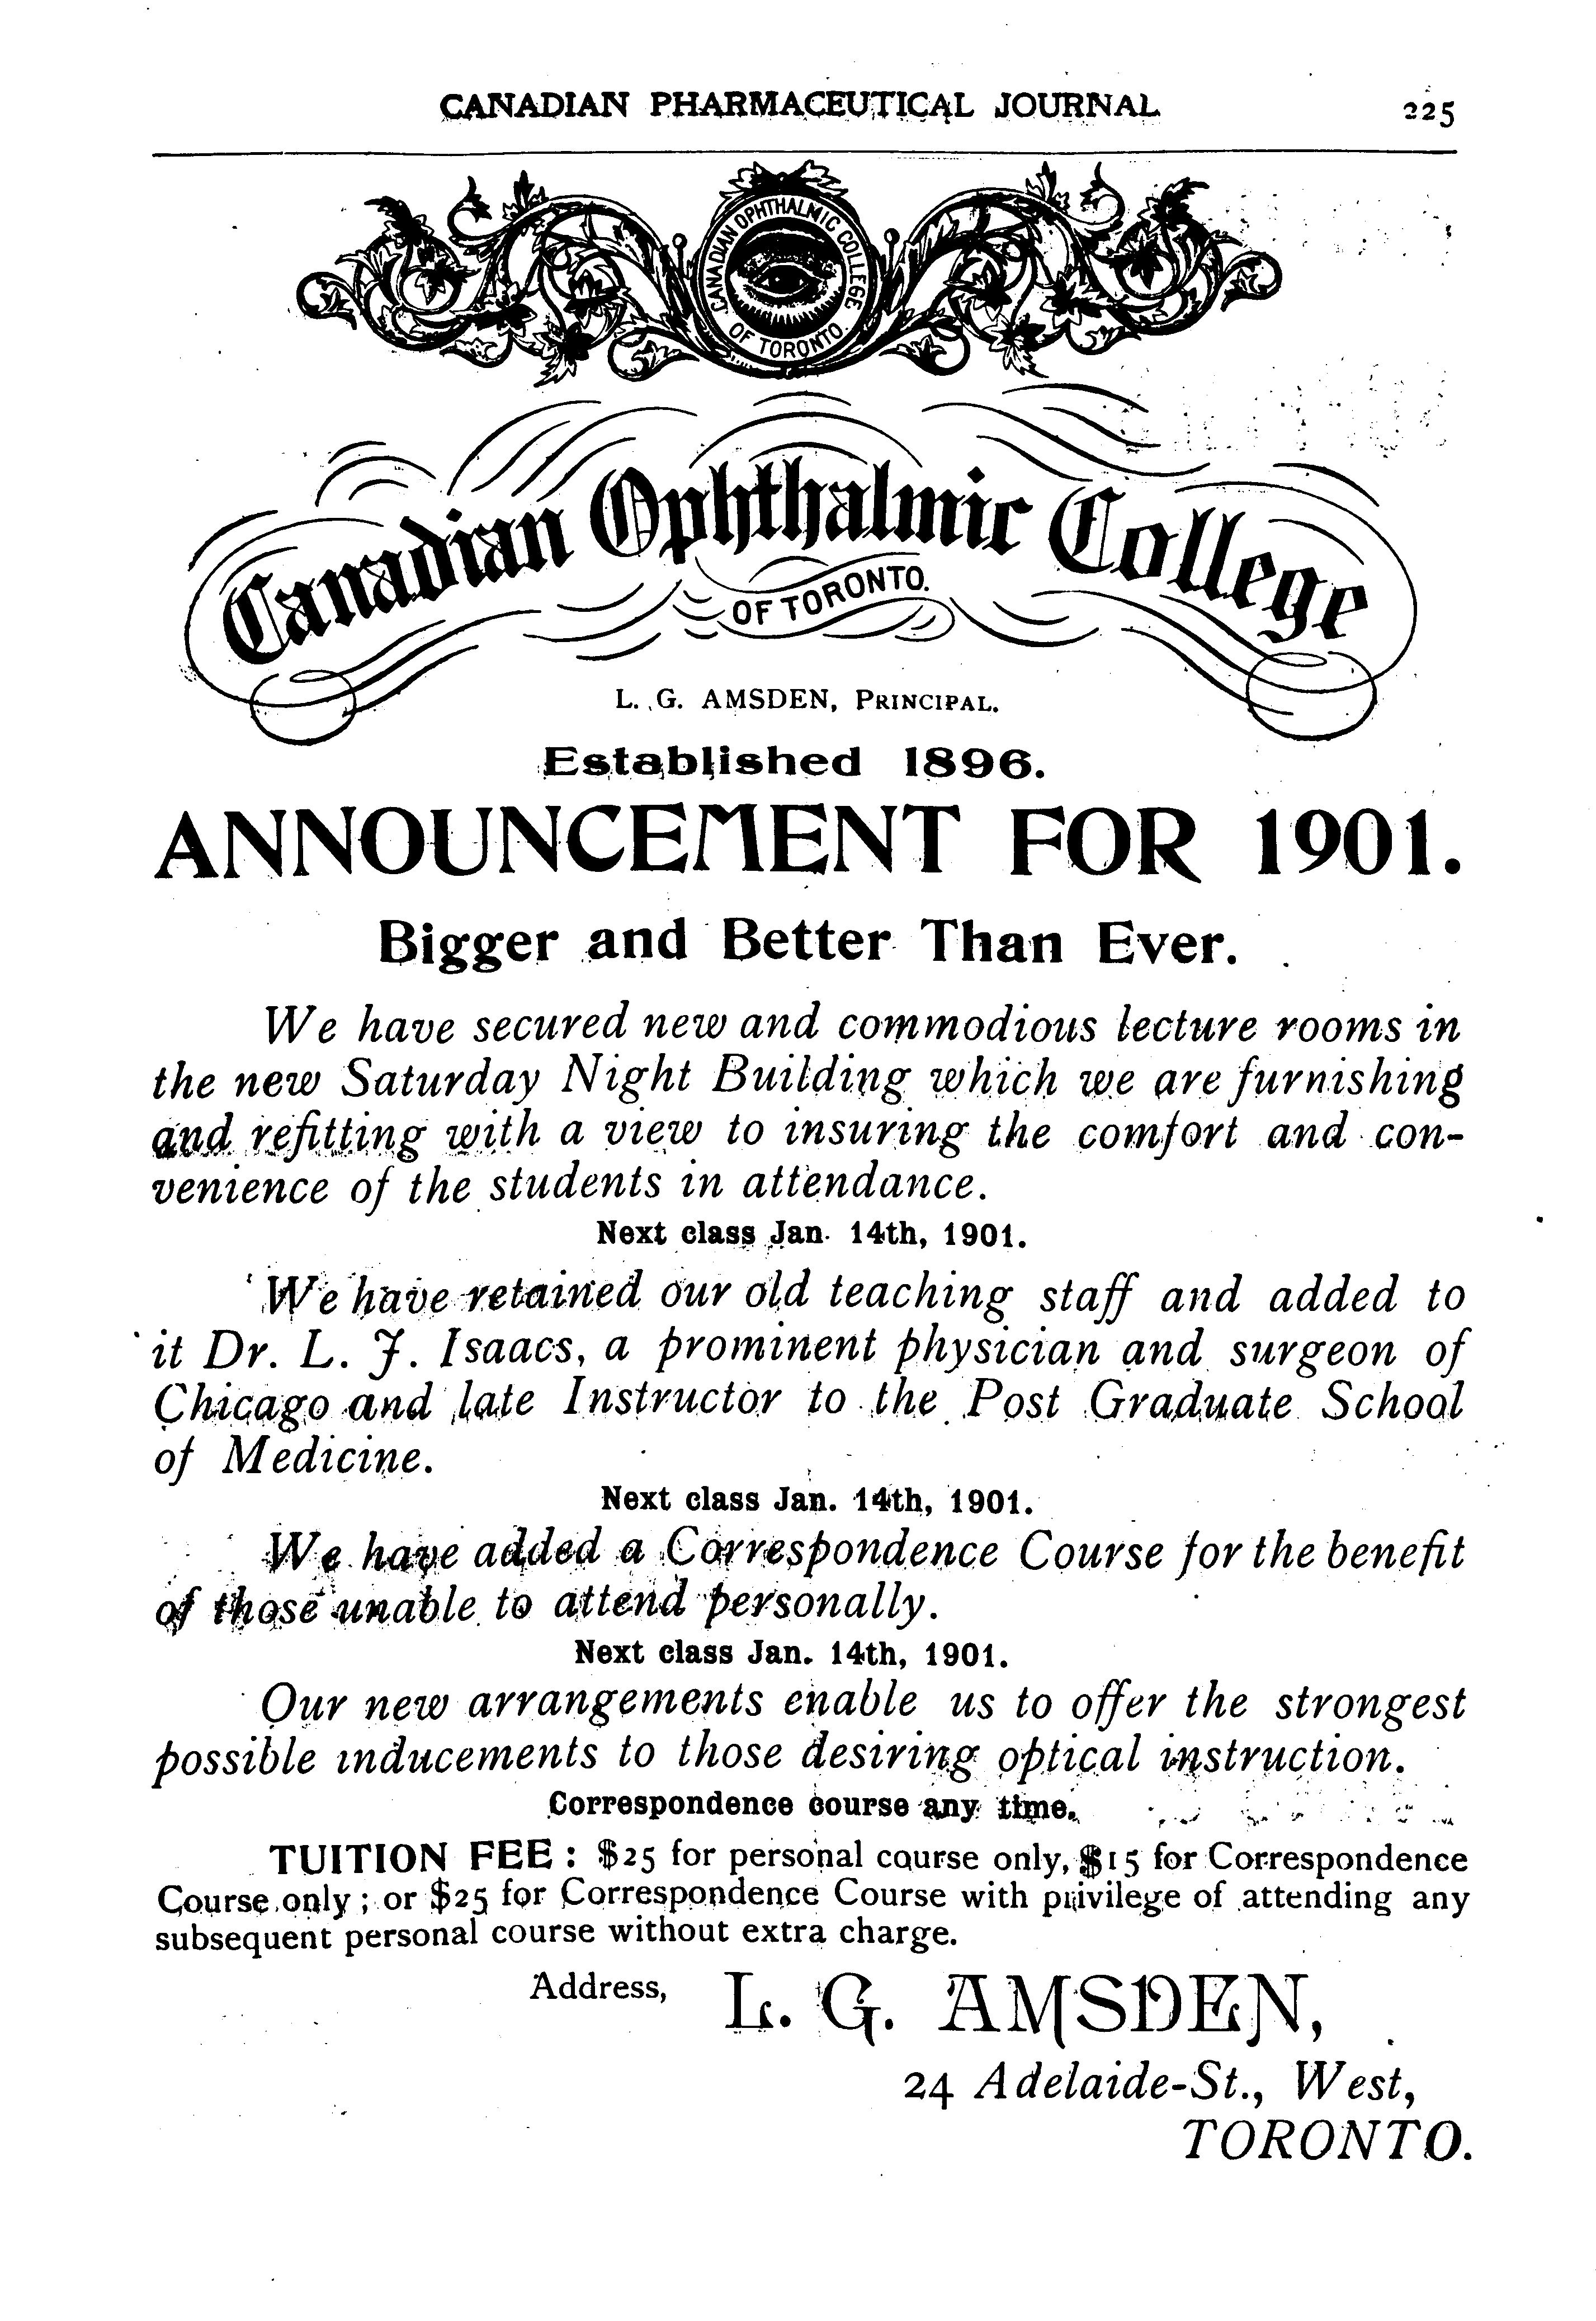 CANADIAN PHARMACEUTICAL JOURNAL 225
CANADIAN OPHTHALMIC COLLEGE
OF TORONTO.
Canadian Ophthalmic College
OF TORONTO.
L. G. AMSDEN, PRINCIPAL.
Established 1896.
ANNOUNCEMENT FOR 1901.
Bigger and Better Than Ever.
We have secured new and commodious lecture rooms in
the new Saturday Night Building which we are furnishing
and refitting with a view to insuring the comfort and con-
venience of the students in attendance.
Next class Jan. 14th, 1901.
We have retained our old teaching staff and added to
it Dr. L. J. Isaacs, a prominent physician and surgeon of
Chicago and late Instructor to the Post Graduate School
of Medicine.
Next class Jan. 14th, 1901.
We have added a Correspondence Course for the benefit
of those unable to attend personally.
Next class Jan. 14th, 1901.
Our new arrangements enable us to offer the strongest
possible inducements to those desiring optical instruction.
Correspondence course any time.
TUITION FEE : $25 for personal course only, $15 for Correspondence
Course only ; or $25 for Correspondence Course with privilege of attending any
subsequent personal course without extra charge.
Address, L. G. AMSDEN,
24 Adelaide-St., West,
TORONTO.